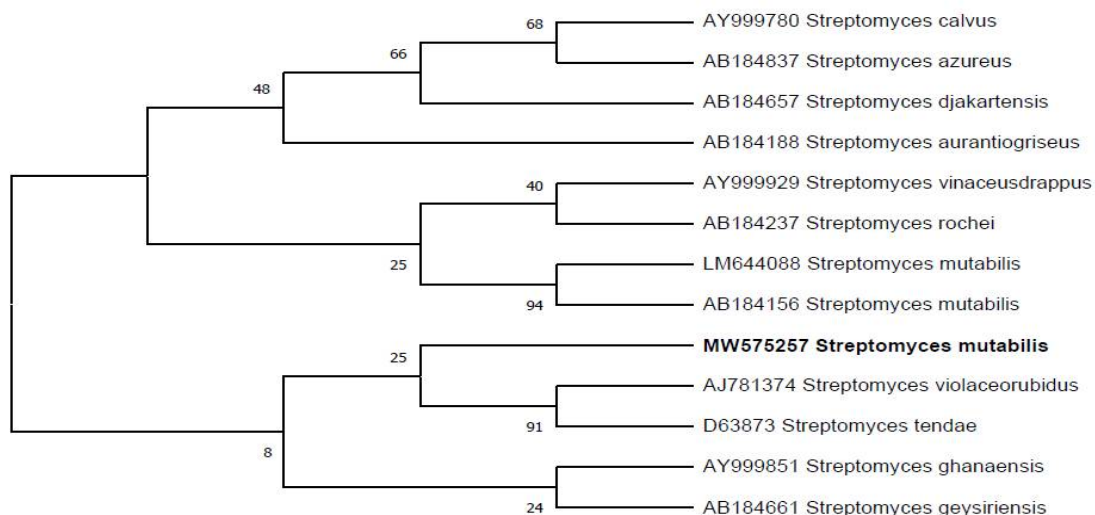 AY999780 Streptomyces calvus
68
AB184837 Streptomyces azureus
66
AB184657 Streptomyces djakartensis
48
AB184188 Streptomyces aurantiogriseus
AY999929 Streptomyces vinaceusdrappus
40
AB184237 Streptomyces rochei
25
LM644088 Streptomyces mutabilis
94
AB184156 Streptomyces mutabilis
MW575257 Streptomyces mutabilis
25
AJ781374 Streptomyces violaceorubidus
91
D63873 Streptomyces tendae
8
AY999851 Streptomyces ghanaensis
24
AB184661 Streptomyces geysiriensis